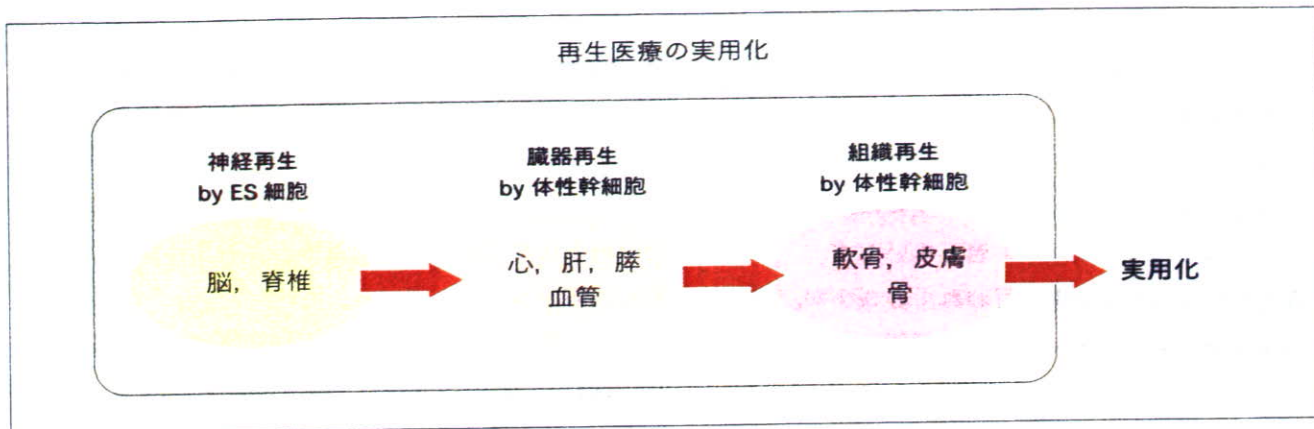 再生医療の実用化
神経再生
by ES 細胞
脳，脊椎
臓器再生
by 体性幹細胞
心，肝，膵
血管
組織再生
by 体性幹細胞
軟骨，皮膚
骨
実用化